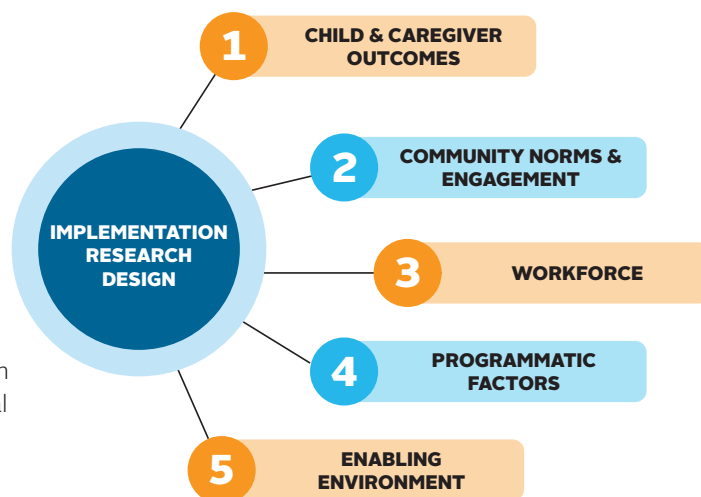 1
CHILD & CAREGIVER
OUTCOMES
2
COMMUNITY NORMS &
ENGAGEMENT
IMPLEMENTATION
RESEARCH
DESIGN
3
WORKFORCE
4
PROGRAMMATIC
FACTORS
5
ENABLING
ENVIRONMENT